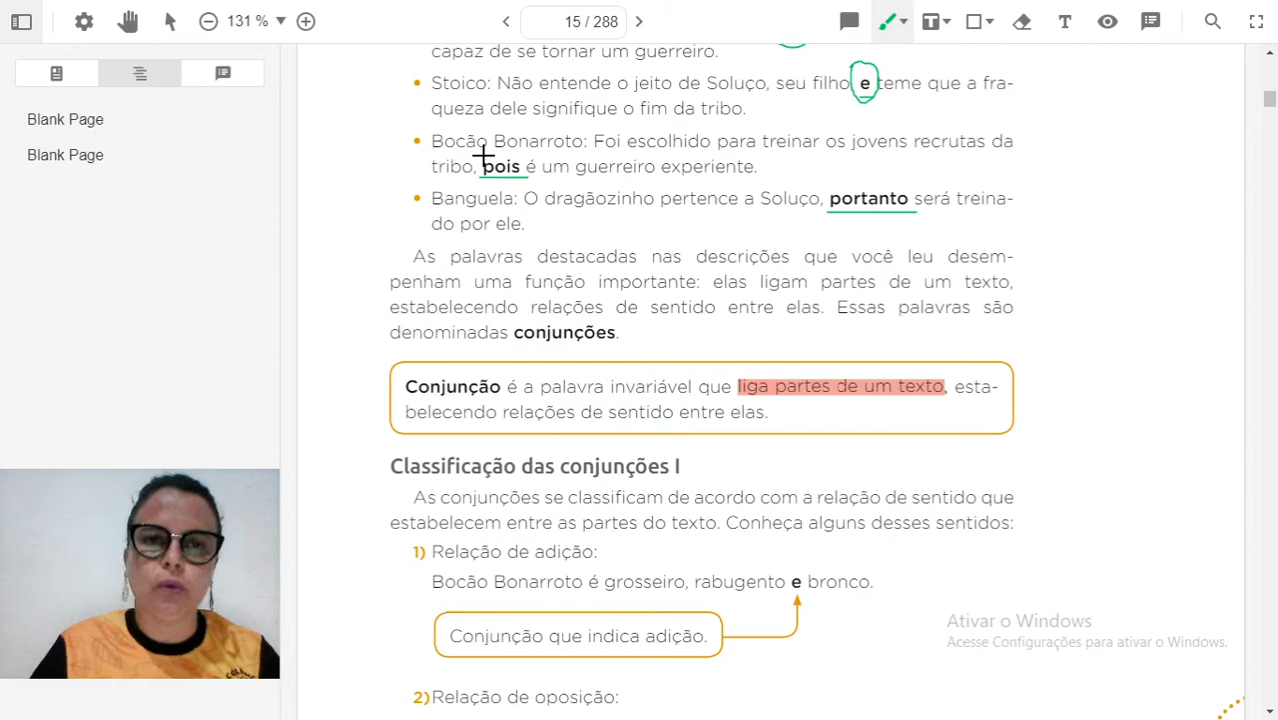 131 %
15 / 288
Blank Page
Blank Page
capaz de se tornar um guerreiro.
• Stoico: Não entende o jeito de Soluço, seu filho e teme que a fra-
queza dele signifique o fim da tribo.
• Bocão Bonarroto: Foi escolhido para treinar os jovens recrutas da
tribo, pois é um guerreiro experiente.
• Banguela: O dragãozinho pertence a Soluço, portanto será treina-
do por ele.
As palavras destacadas nas descrições que você leu desem-
penham uma função importante: elas ligam partes de um texto,
estabelecendo relações de sentido entre elas. Essas palavras são
denominadas conjunções.
Conjunção é a palavra invariável que liga partes de um texto, esta-
belecendo relações de sentido entre elas.
Classificação das conjunções I
As conjunções se classificam de acordo com a relação de sentido que
estabelecem entre as partes do texto. Conheça alguns desses sentidos:
1) Relação de adição:
Bocão Bonarroto é grosseiro, rabugento e bronco.
Conjunção que indica adição.
2) Relação de oposição:
Ativar o Windows
Acesse Configurações para ativar o Windows.